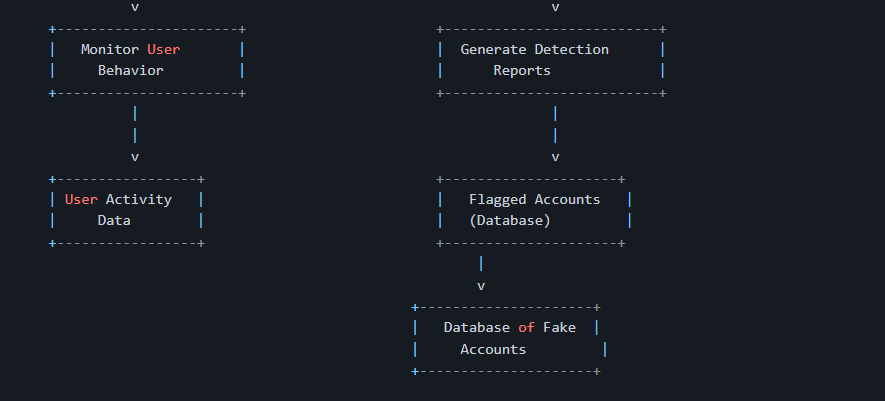 v                                                   v
+----------------------+                       +--------------------------+
|   Monitor User       |                       |  Generate Detection      |
|     Behavior         |                       |      Reports             |
+----------------------+                       +--------------------------+
          |                                                   |
          |                                                   |
          v                                                   v
+-----------------+                            +---------------------+
| User Activity   |                            |   Flagged Accounts   |
|     Data        |                            |   (Database)         |
+-----------------+                            +---------------------+
                                                     |
                                                     v
                                             +---------------------+
                                             |   Database of Fake  |
                                             |     Accounts         |
                                             +---------------------+